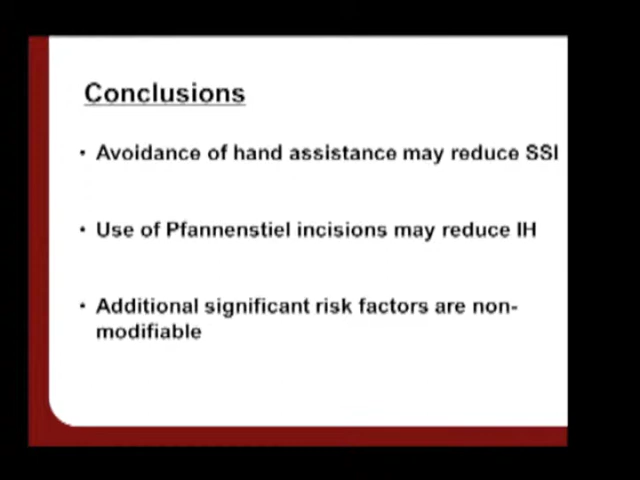 Conclusions
• Avoidance of hand assistance may reduce SSI
• Use of Pfannenstiel incisions may reduce IH
• Additional significant risk factors are non-
modifiable